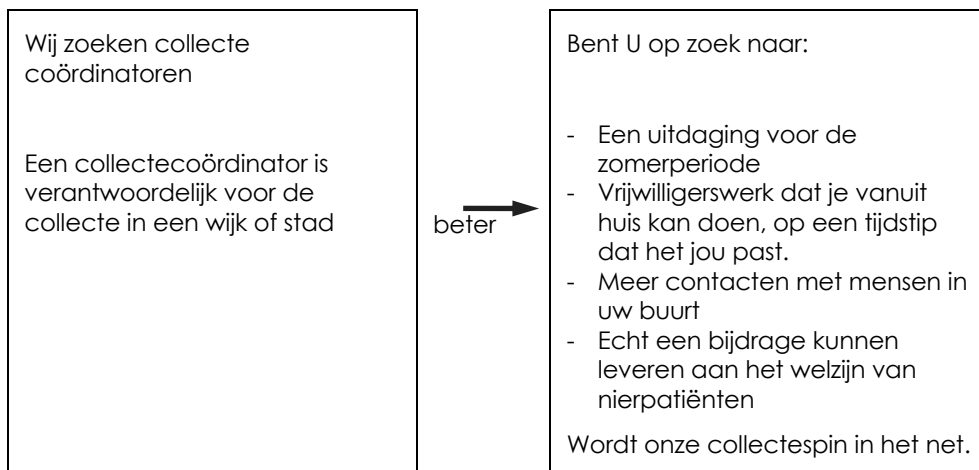 Wij zoeken collecte
coördinatoren
Een collectecoördinator is
verantwoordelijk voor de
collecte in een wijk of stad
beter
Bent U op zoek naar:
- Een uitdaging voor de
zomerperiode
- Vrijwilligerswerk dat je vanuit
huis kan doen, op een tijdstip
dat het jou past.
- Meer contacten met mensen in
uw buurt
- Echt een bijdrage kunnen
leveren aan het welzijn van
nierpatiënten
Wordt onze collectespin in het net.